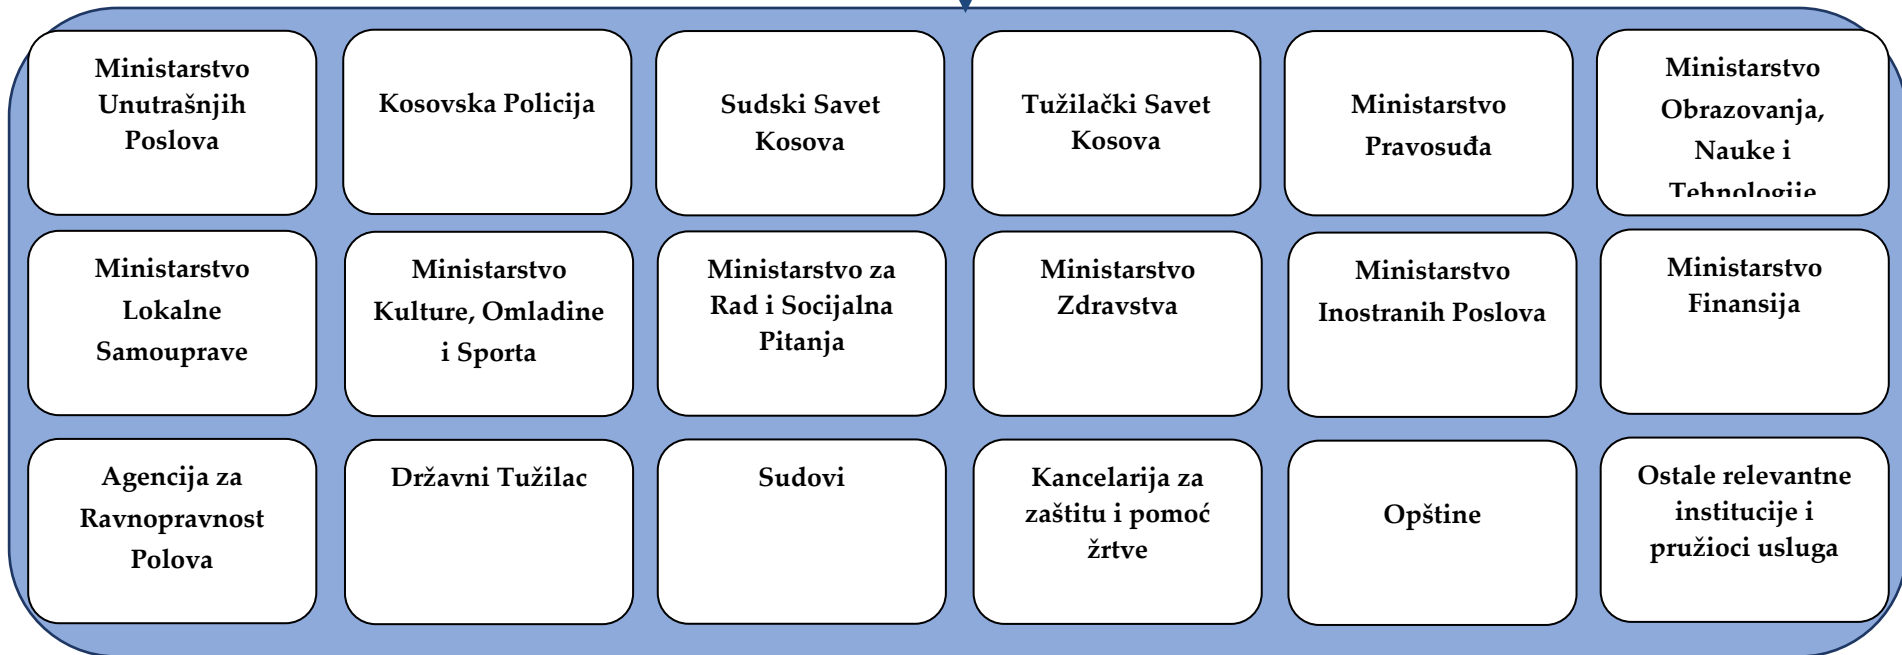 Ministarstvo
Unutrašnjih
Poslova
Kosovska Policija
Sudski Savet
Kosova
Tužilački Savet
Kosova
Ministarstvo
Pravosuđa
Ministarstvo
Obrazovanja,
Nauke i
Tehnologije
Ministarstvo
Lokalne
Samouprave
Ministarstvo
Kulture, Omladine
i Sporta
Ministarstvo za
Rad i Socijalna
Pitanja
Ministarstvo
Zdravstva
Ministarstvo
Inostranih Poslova
Ministarstvo
Finansija
Agencija za
Ravnopravnost
Polova
Državni Tužilac
Sudovi
Kancelarija za
zaštitu i pomoć
žrtve
Opštine
Ostale relevantne
institucije i
pružioci usluga